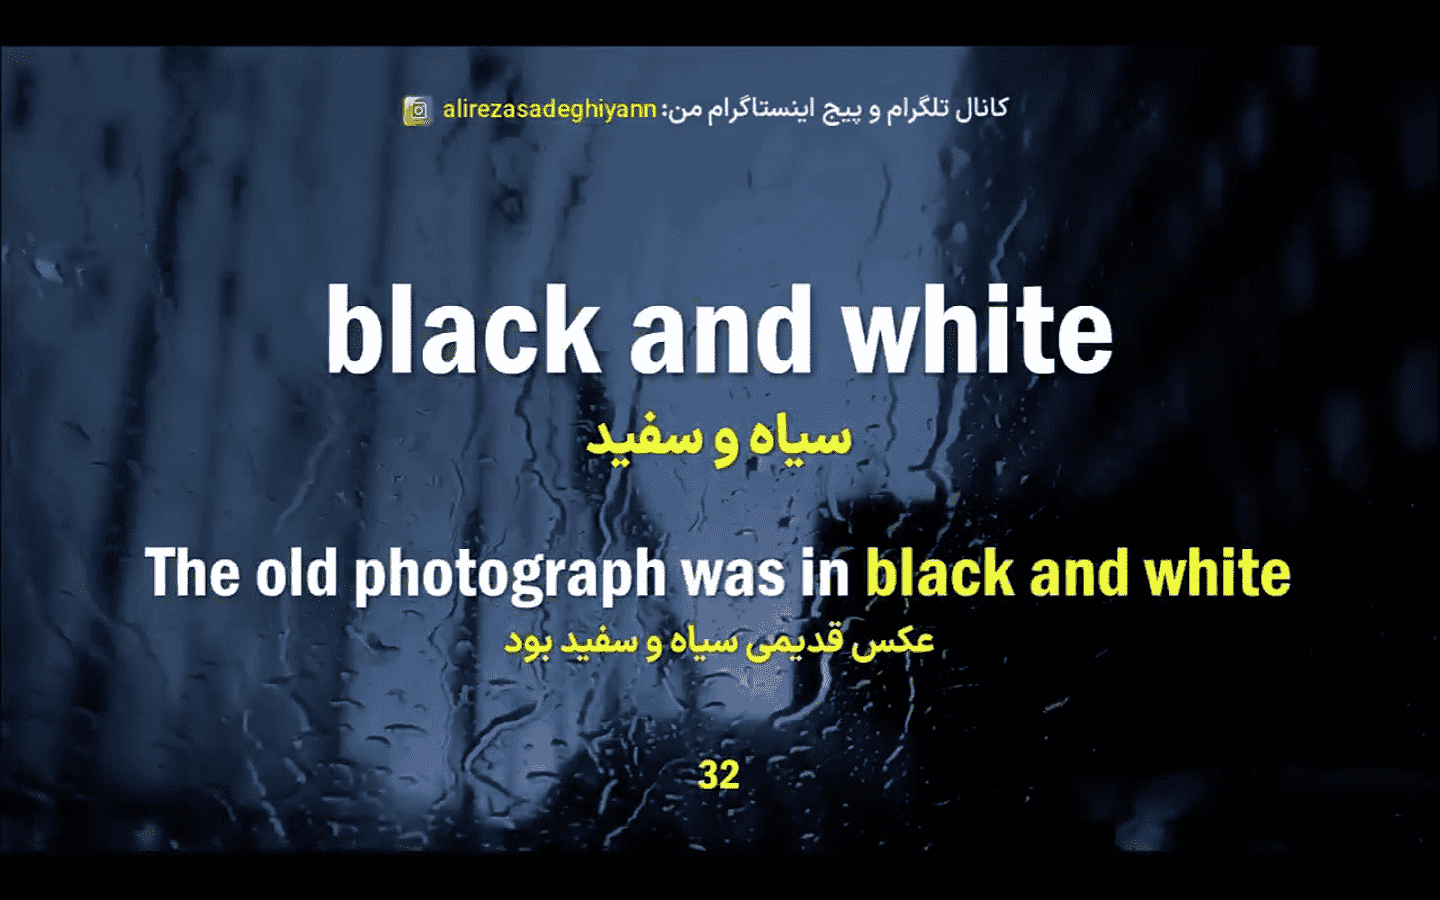 کانال تلگرام و پیج اینستاگرام من: alirezasadeghiyann
black and white
سیاه و سفید
The old photograph was in black and white
عکس قدیمی سیاه و سفید بود
32